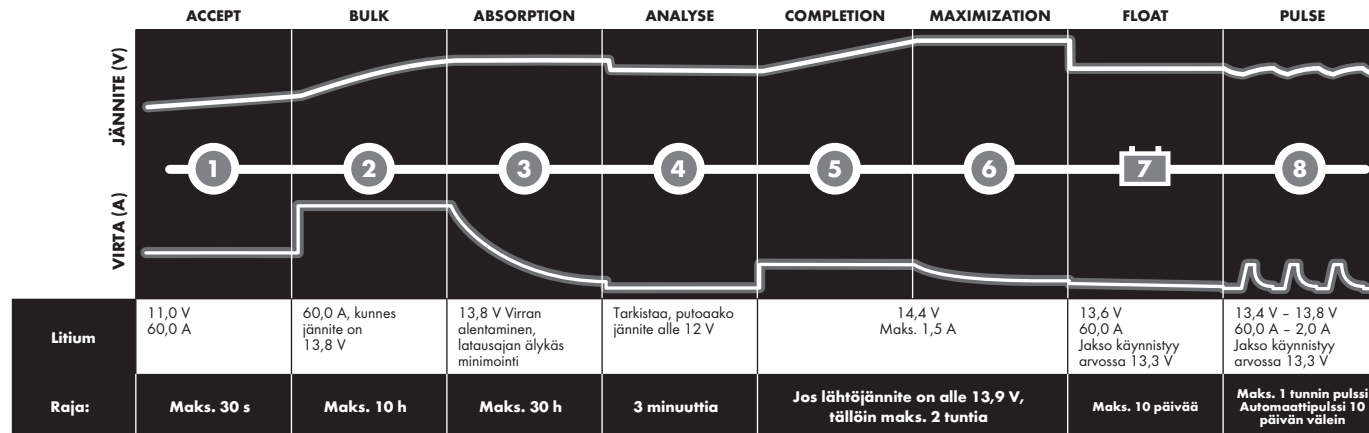 ACCEPT BULK ABSORPTION ANALYSE COMPLETION MAXIMIZATION FLOAT PULSE
JÄNNITE (V)
1 2 3 4 5 6 7 8
VIRTA (A)
Litium
11,0 V
60,0 A
60,0 A, kunnes
jännite on
13,8 V
13,8 V Virran
alentaminen,
latausajan älykäs
minimointi
Tarkistaa, putoaako
jännite alle 12 V
14,4 V
Maks. 1,5 A
13,6 V
60,0 A
Jakso käynnistyy
arvossa 13,3 V
13,4 V – 13,8 V
60,0 A – 2,0 A
Jakso käynnistyy
arvossa 13,3 V
Raja:
Maks. 30 s
Maks. 10 h
Maks. 30 h
3 minuuttia
Jos lähtöjännite on alle 13,9 V,
tällöin maks. 2 tuntia
Maks. 10 päivää
Maks. 1 tunnin pulssi
Automaattipulssi 10
päivän välein